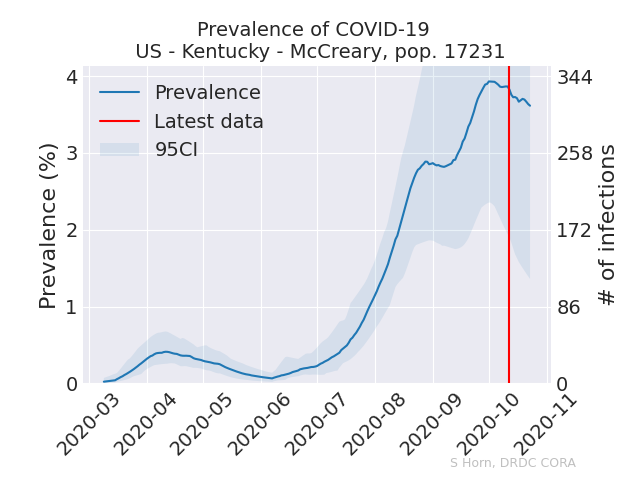 Prevalence of COVID-19
US - Kentucky - McCreary, pop. 17231
Prevalence
Latest data
95CI
Prevalence (%)
4
3
2
1
0
# of infections
344
258
172
86
0
2020-03
2020-04
2020-05
2020-06
2020-07
2020-08
2020-09
2020-10
2020-11
S Horn, DRDC CORA